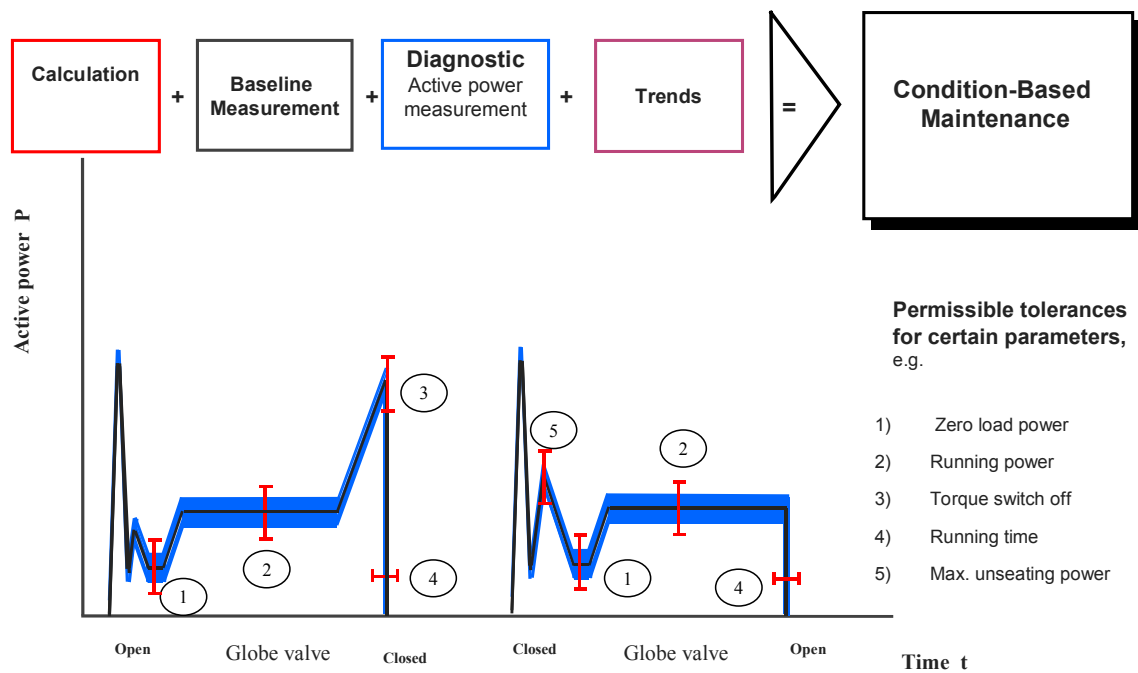 Calculation
+
Baseline
Measurement
+
Diagnostic
Active power
measurement
+
Trends
=
Condition-Based
Maintenance
Active power P
Permissible tolerances
for certain parameters,
e.g.
1) Zero load power
2) Running power
3) Torque switch off
4) Running time
5) Max. unseating power
3
5
2
2
4
1
1
4
Open
Globe valve
Closed
Closed
Globe valve
Open
Time t